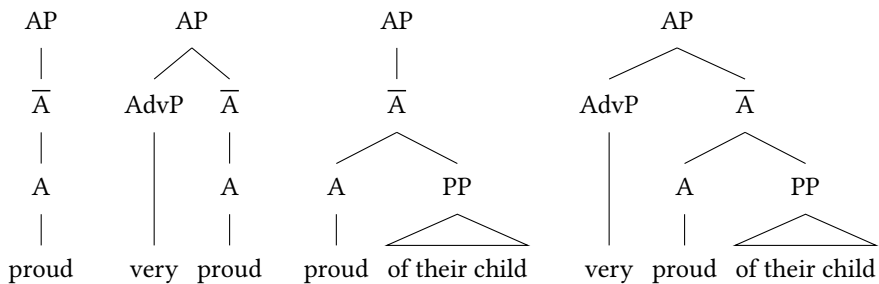 AP AP AP AP
A̅ AdvP A̅ A̅ AdvP A̅
A A A PP A PP
proud very proud proud of their child very proud of their child